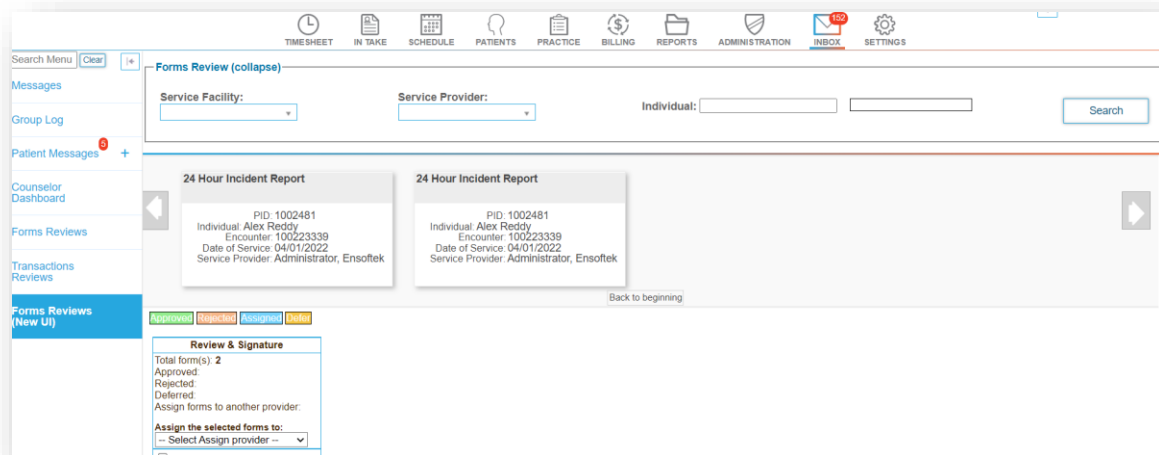 152
TIMESHEET IN TAKE SCHEDULE PATIENTS PRACTICE BILLING REPORTS ADMINISTRATION INBOX SETTINGS
Search Menu Clear
Messages
Group Log
Patient Messages 5 +
Counselor
Dashboard
Forms Reviews
Transactions
Reviews
Forms Reviews
(New UI)
Forms Review (collapse)
Service Facility: Service Provider: Individual: Search
24 Hour Incident Report
PID: 1002481
Individual: Alex Reddy
Encounter: 100223339
Date of Service: 04/01/2022
Service Provider: Administrator, Ensoftek
24 Hour Incident Report
PID: 1002481
Individual: Alex Reddy
Encounter: 100223339
Date of Service: 04/01/2022
Service Provider: Administrator, Ensoftek
Back to beginning
Approved Rejected Assigned Defer
Review & Signature
Total form(s): 2
Approved:
Rejected:
Deferred:
Assign forms to another provider:
Assign the selected forms to:
-- Select Assign provider --